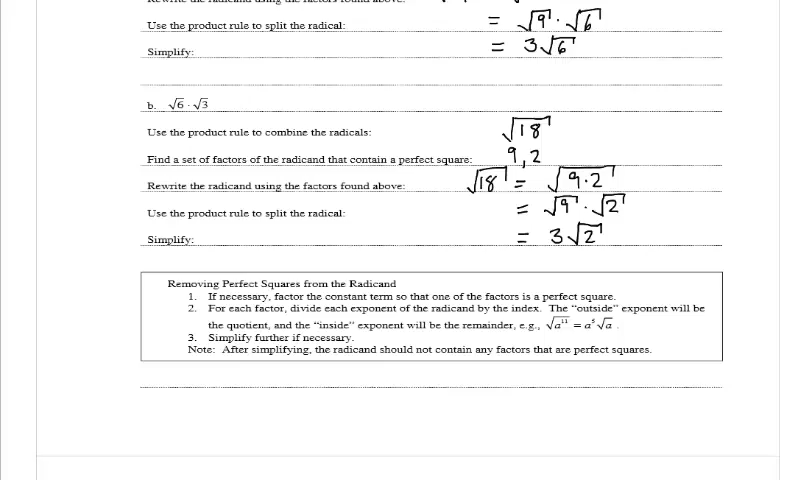 Use the product rule to split the radical: = √9 · √6
Simplify: = 3√6
b. √6 · √3
Use the product rule to combine the radicals: √18
Find a set of factors of the radicand that contain a perfect square: 9, 2
Rewrite the radicand using the factors found above: √18 = √9·2
Use the product rule to split the radical: = √9 · √2
Simplify: = 3√2
Removing Perfect Squares from the Radicand
1. If necessary, factor the constant term so that one of the factors is a perfect square.
2. For each factor, divide each exponent of the radicand by the index. The “outside” exponent will be
the quotient, and the “inside” exponent will be the remainder, e.g., √a¹¹ = a⁵√a .
3. Simplify further if necessary.
Note: After simplifying, the radicand should not contain any factors that are perfect squares.